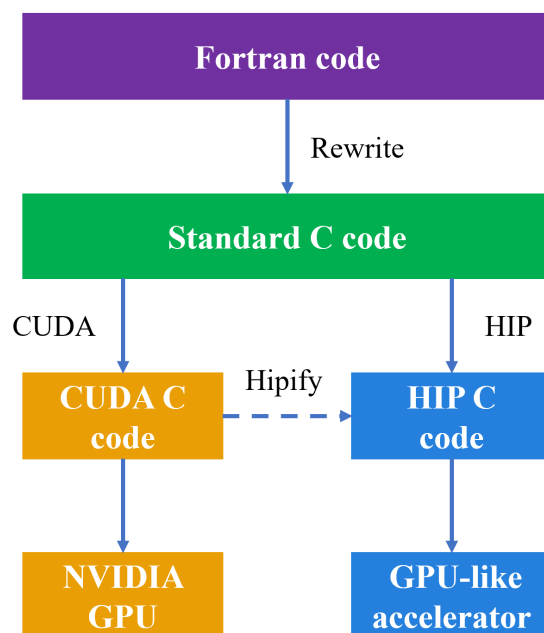 Fortran code
Rewrite
Standard C code
CUDA
HIP
CUDA C
code
Hipify
HIP C
code
NVIDIA
GPU
GPU-like
accelerator